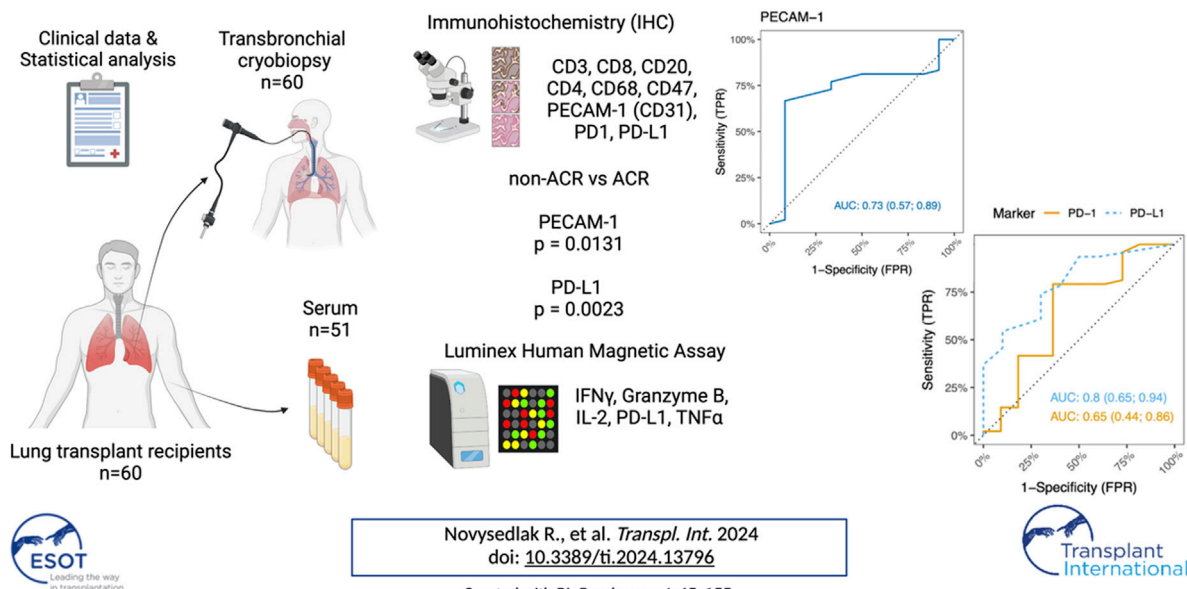 Clinical data &
Statistical analysis
Transbronchial
cryobiopsy
n=60
Lung transplant recipients
n=60
Serum
n=51
Immunohistochemistry (IHC)
CD3, CD8, CD20,
CD4, CD68, CD47,
PECAM-1 (CD31),
PD1, PD-L1
non-ACR vs ACR
PECAM-1
p = 0.0131
PD-L1
p = 0.0023
Luminex Human Magnetic Assay
IFNγ, Granzyme B,
IL-2, PD-L1, TNFα
PECAM−1
Sensitivity (TPR)
100%
75%
50%
25%
0%
AUC: 0.73 (0.57; 0.89)
0% 25% 50% 75% 100%
1−Specificity (FPR)
Marker PD-1 PD-L1
Sensitivity (TPR)
75%
50%
25%
0%
AUC: 0.8 (0.65; 0.94)
AUC: 0.65 (0.44; 0.86)
0% 25% 50% 75% 100%
1−Specificity (FPR)
ESOT
Leading the way
in transplantation
Novysedlak R., et al. Transpl. Int. 2024
doi: 10.3389/ti.2024.13796
Transplant
International